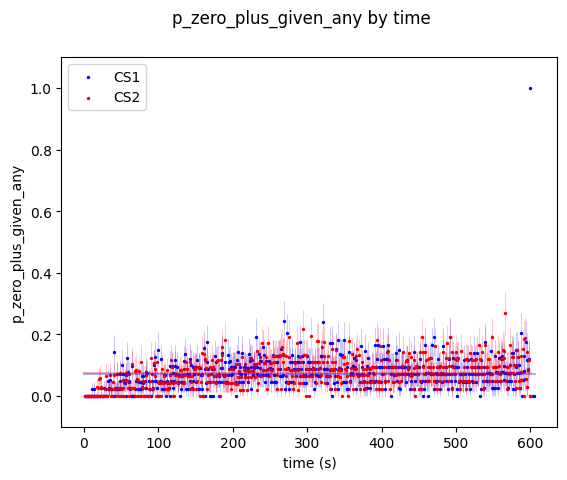 p_zero_plus_given_any by time
CS1
CS2
1.0
0.8
0.6
0.4
0.2
0.0
p_zero_plus_given_any
0 100 200 300 400 500 600
time (s)